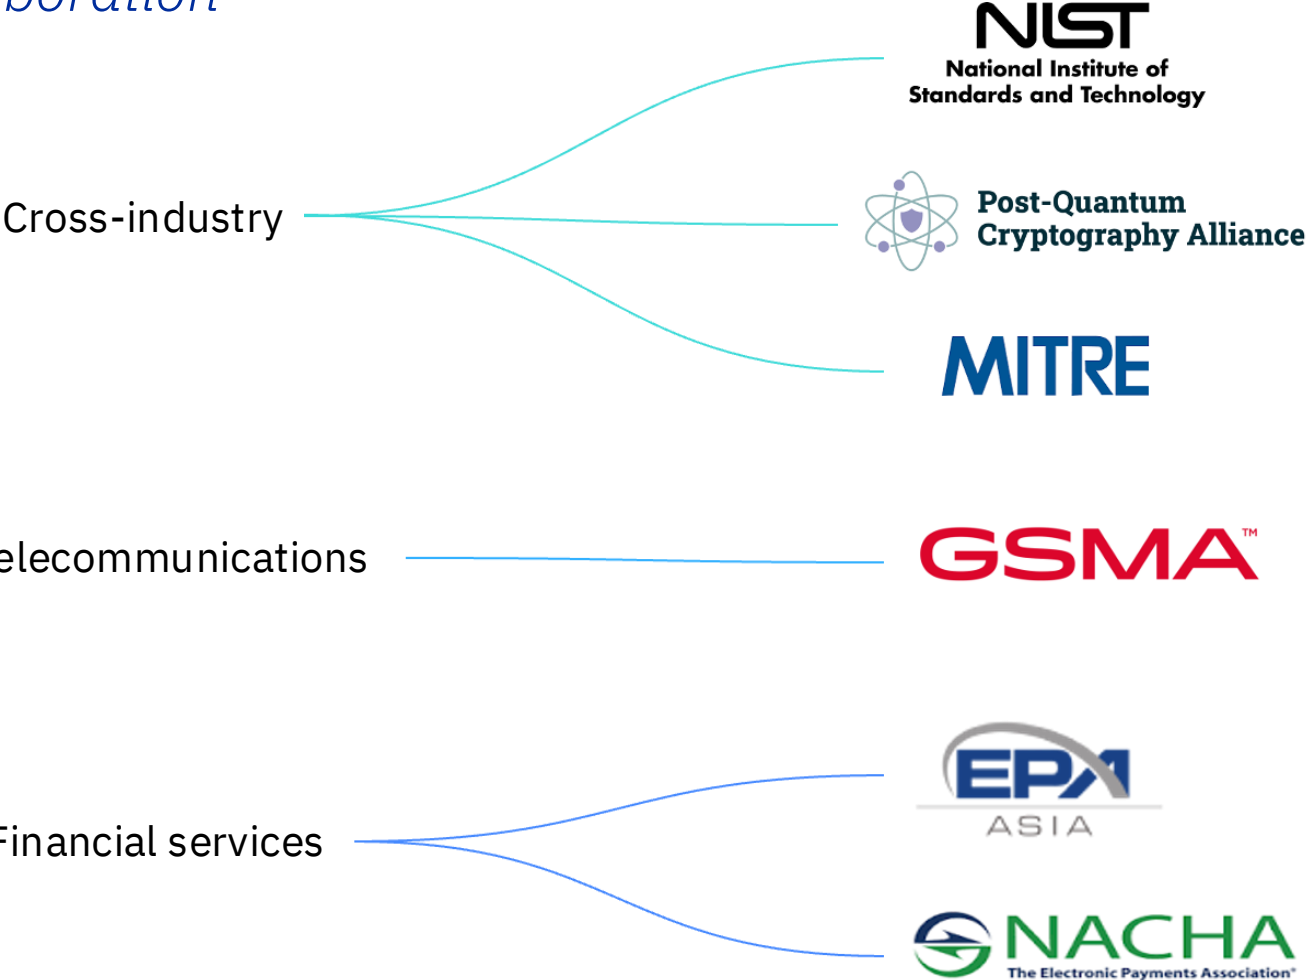 boration
NIST
National Institute of
Standards and Technology
Cross-industry
Post-Quantum
Cryptography Alliance
MITRE
elecommunications
GSMA™
EPA
ASIA
Financial services
NACHA
The Electronic Payments Association®